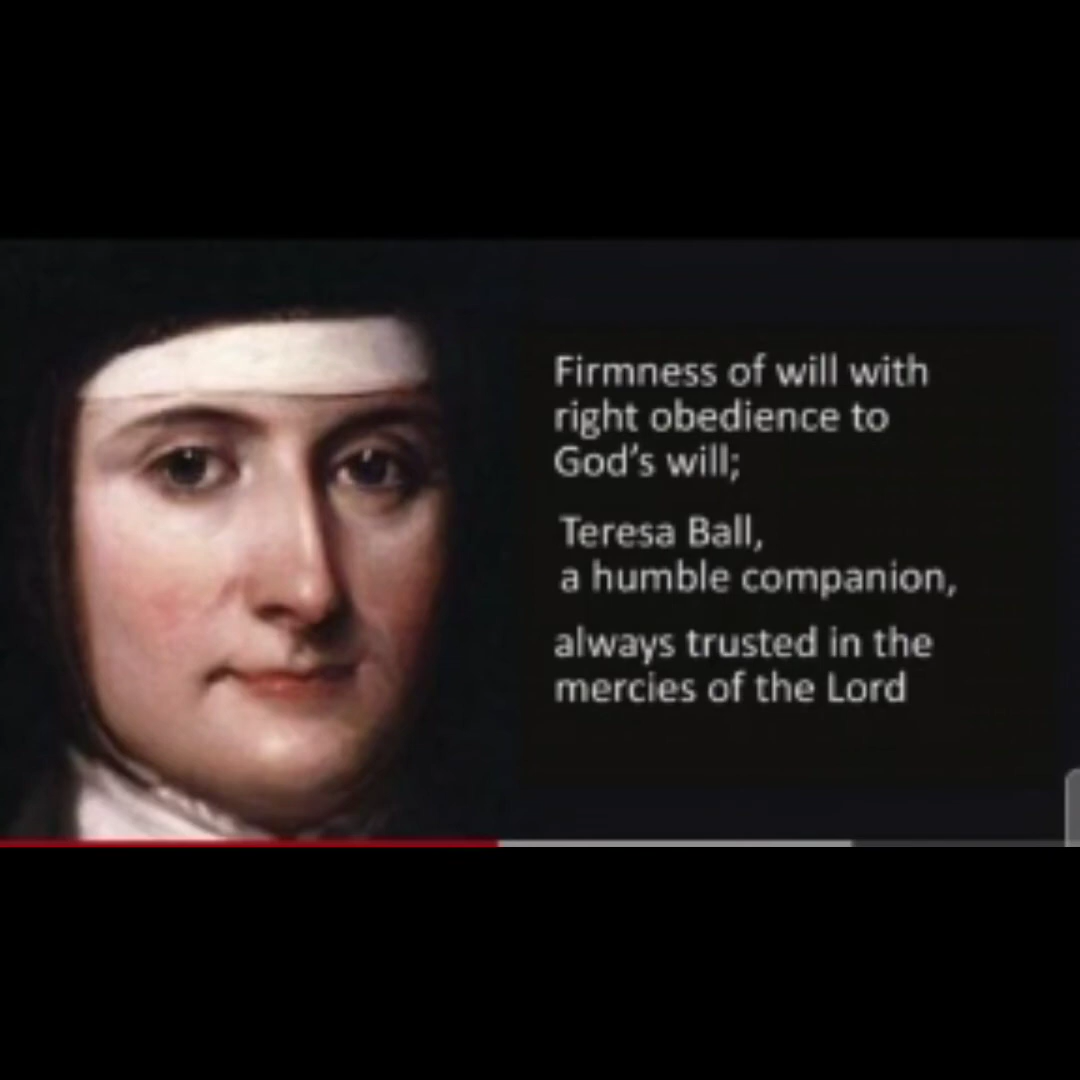 Firmness of will with
right obedience to
God's will;
Teresa Ball,
a humble companion,
always trusted in the
mercies of the Lord